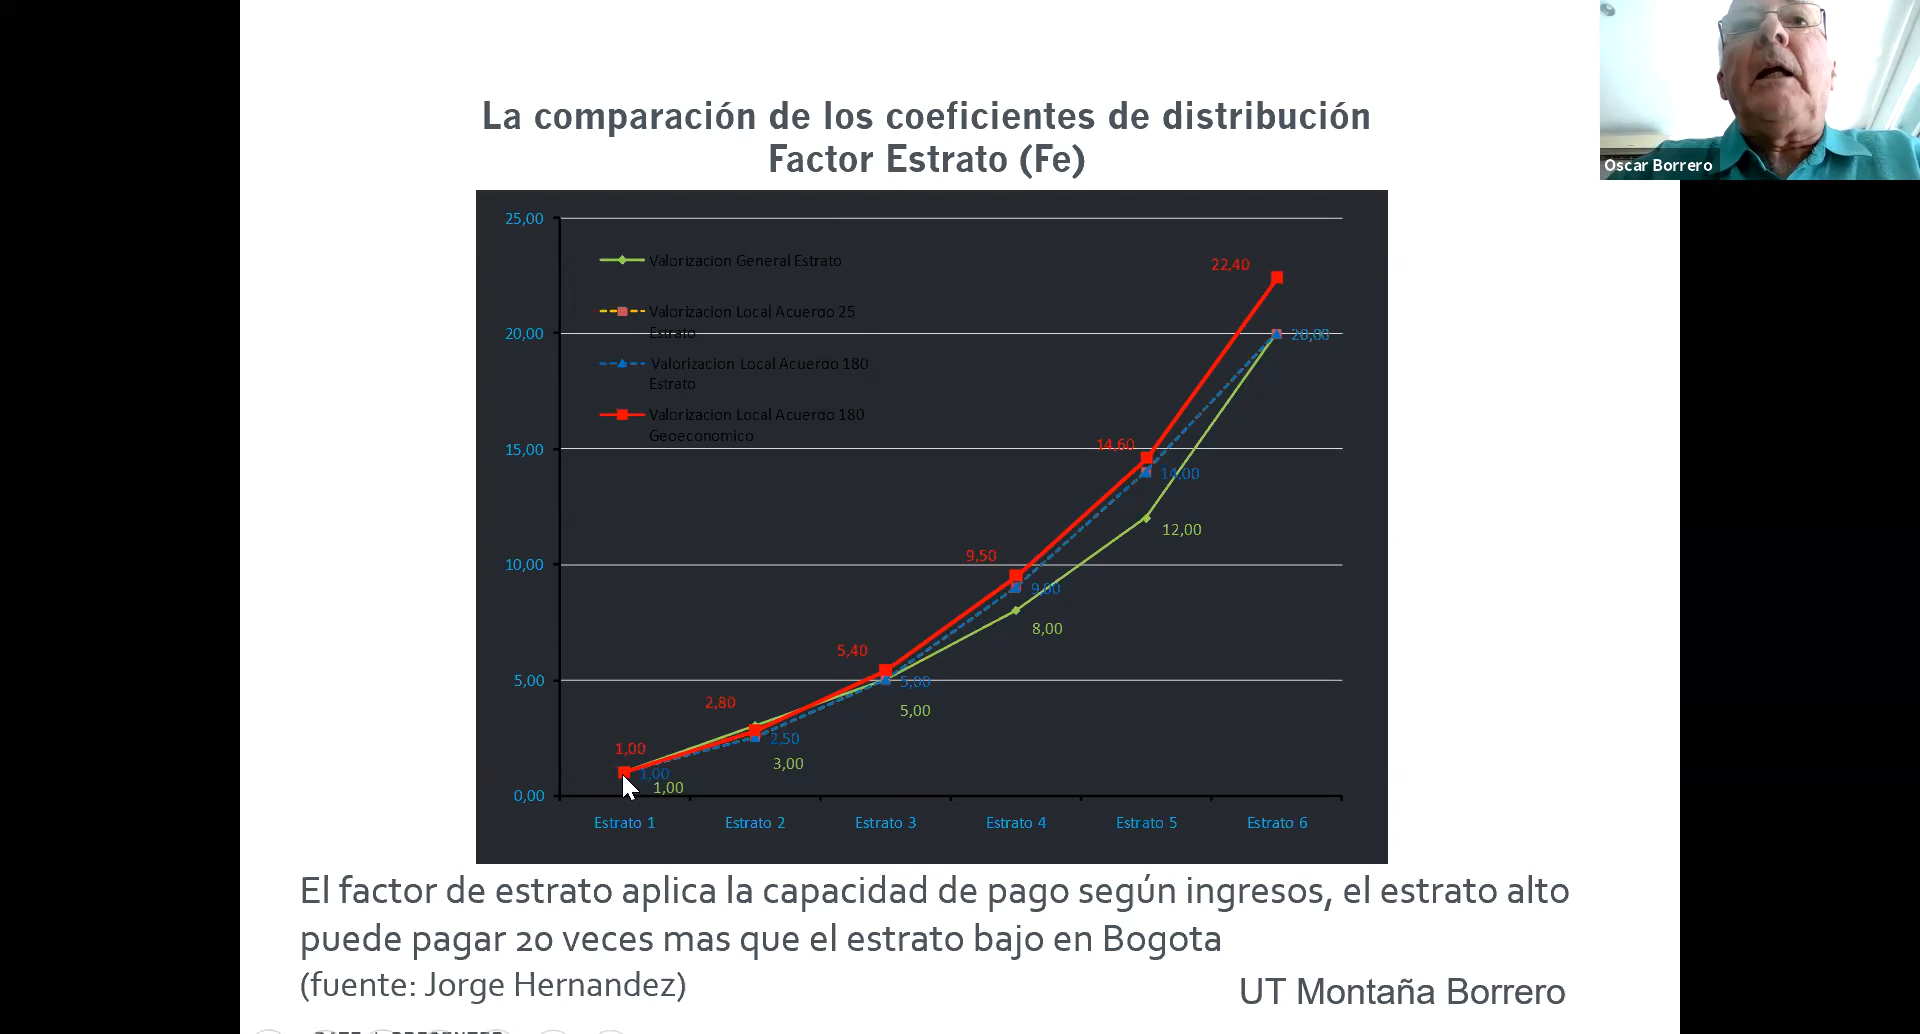 La comparación de los coeficientes de distribución
Factor Estrato (Fe)
Oscar Borrero
25,00
20,00
15,00
10,00
5,00
0,00
Valorizacion General Estrato
Valorizacion Local Acuerdo 25
Estrato
Valorizacion Local Acuerdo 180
Estrato
Valorizacion Local Acuerdo 180
Geoeconomico
22,40
20,00
14,60
14,00
12,00
9,50
9,00
8,00
5,40
5,00
5,00
2,80
2,50
3,00
1,00
1,00
1,00
Estrato 1 Estrato 2 Estrato 3 Estrato 4 Estrato 5 Estrato 6
El factor de estrato aplica la capacidad de pago según ingresos, el estrato alto
puede pagar 20 veces mas que el estrato bajo en Bogota
(fuente: Jorge Hernandez)
UT Montaña Borrero